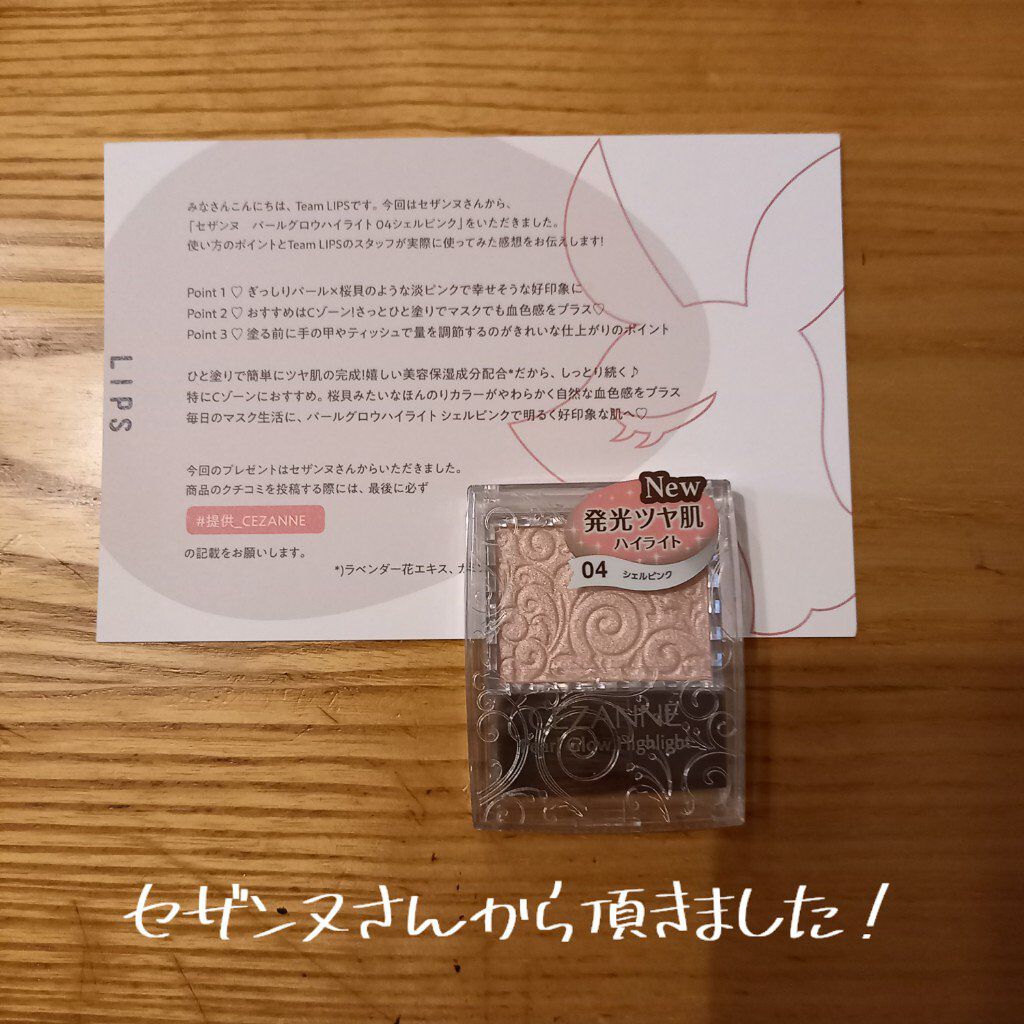 みなさんこんにちは、Team LIPSです。今回はセザンヌさんから、
「セザンヌ　パールグロウハイライト 04シェルピンク」をいただきました。
使い方のポイントとTeam LIPSのスタッフが実際に使ってみた感想をお伝えします!
Point 1 ♡ ぎっしりパール×桜貝のような淡ピンクで幸せそうな好印象に
Point 2 ♡ おすすめはCゾーン!さっとひと塗りでマスクでも血色感をプラス♡
Point 3 ♡ 塗る前に手の甲やティッシュで量を調節するのがきれいな仕上がりのポイント
LIPS
ひと塗りで簡単にツヤ肌の完成!嬉しい美容保湿成分配合*だから、しっとり続く♪
特にCゾーンにおすすめ。桜貝みたいなほんのりカラーがやわらかく自然な血色感をプラス
毎日のマスク生活に、パールグロウハイライト シェルピンクで明るく好印象な肌へ♡
今回のプレゼントはセザンヌさんからいただきました。
商品のクチコミを投稿する際には、最後に必ず
#提供_CEZANNE
の記載をお願いします。
*)ラベンダー花エキス、カミ
New
発光ツヤ肌
ハイライト
04 シェルピンク
CEZANNE
Pearl Glow Highlight
セザンヌさんから頂きました!